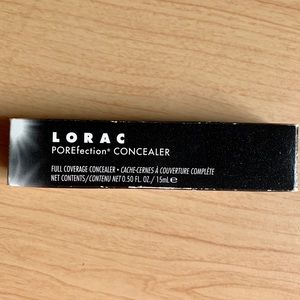 LORAC
POREfection® CONCEALER
FULL COVERAGE CONCEALER • CACHE-CERNES À COUVERTURE COMPLÈTE
NET CONTENTS/CONTENU NET 0.50 FL. OZ. / 15ml ℮